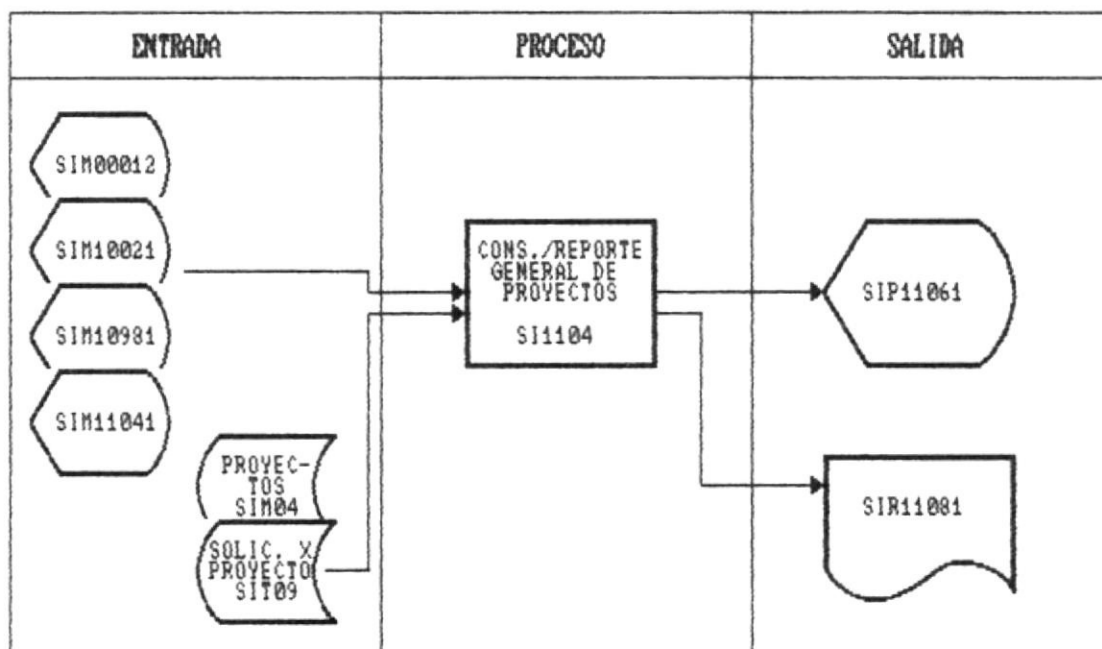 ENTRADA
PROCESO
SALIDA
SIM00012
SIM10021
SIM10981
SIM11041
PROYEC-
TOS
SIM04
SOLIC. X
PROYECTO
SIT09
CONS./REPORTE
GENERAL DE
PROYECTOS
SI1104
SIP11061
SIR11081